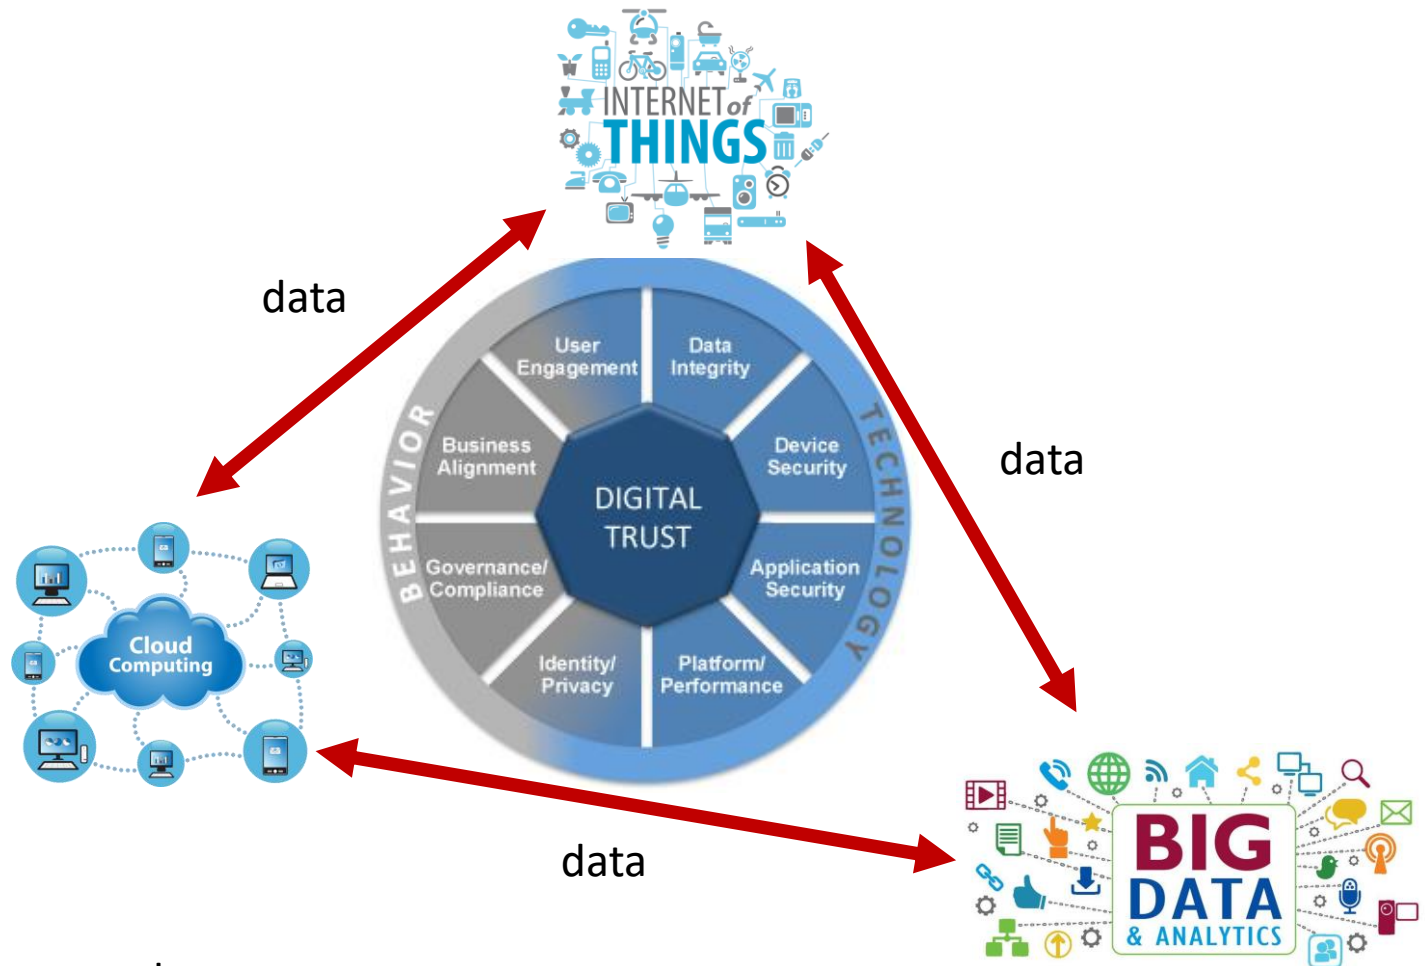 INTERNET of
THINGS
data
data
User
Engagement
Data
Integrity
Business
Alignment
Device
Security
BEHAVIOR
TECHNOLOGY
DIGITAL
TRUST
Governance/
Compliance
Application
Security
Identity/
Privacy
Platform/
Performance
Cloud
Computing
data
BIG
DATA
& ANALYTICS